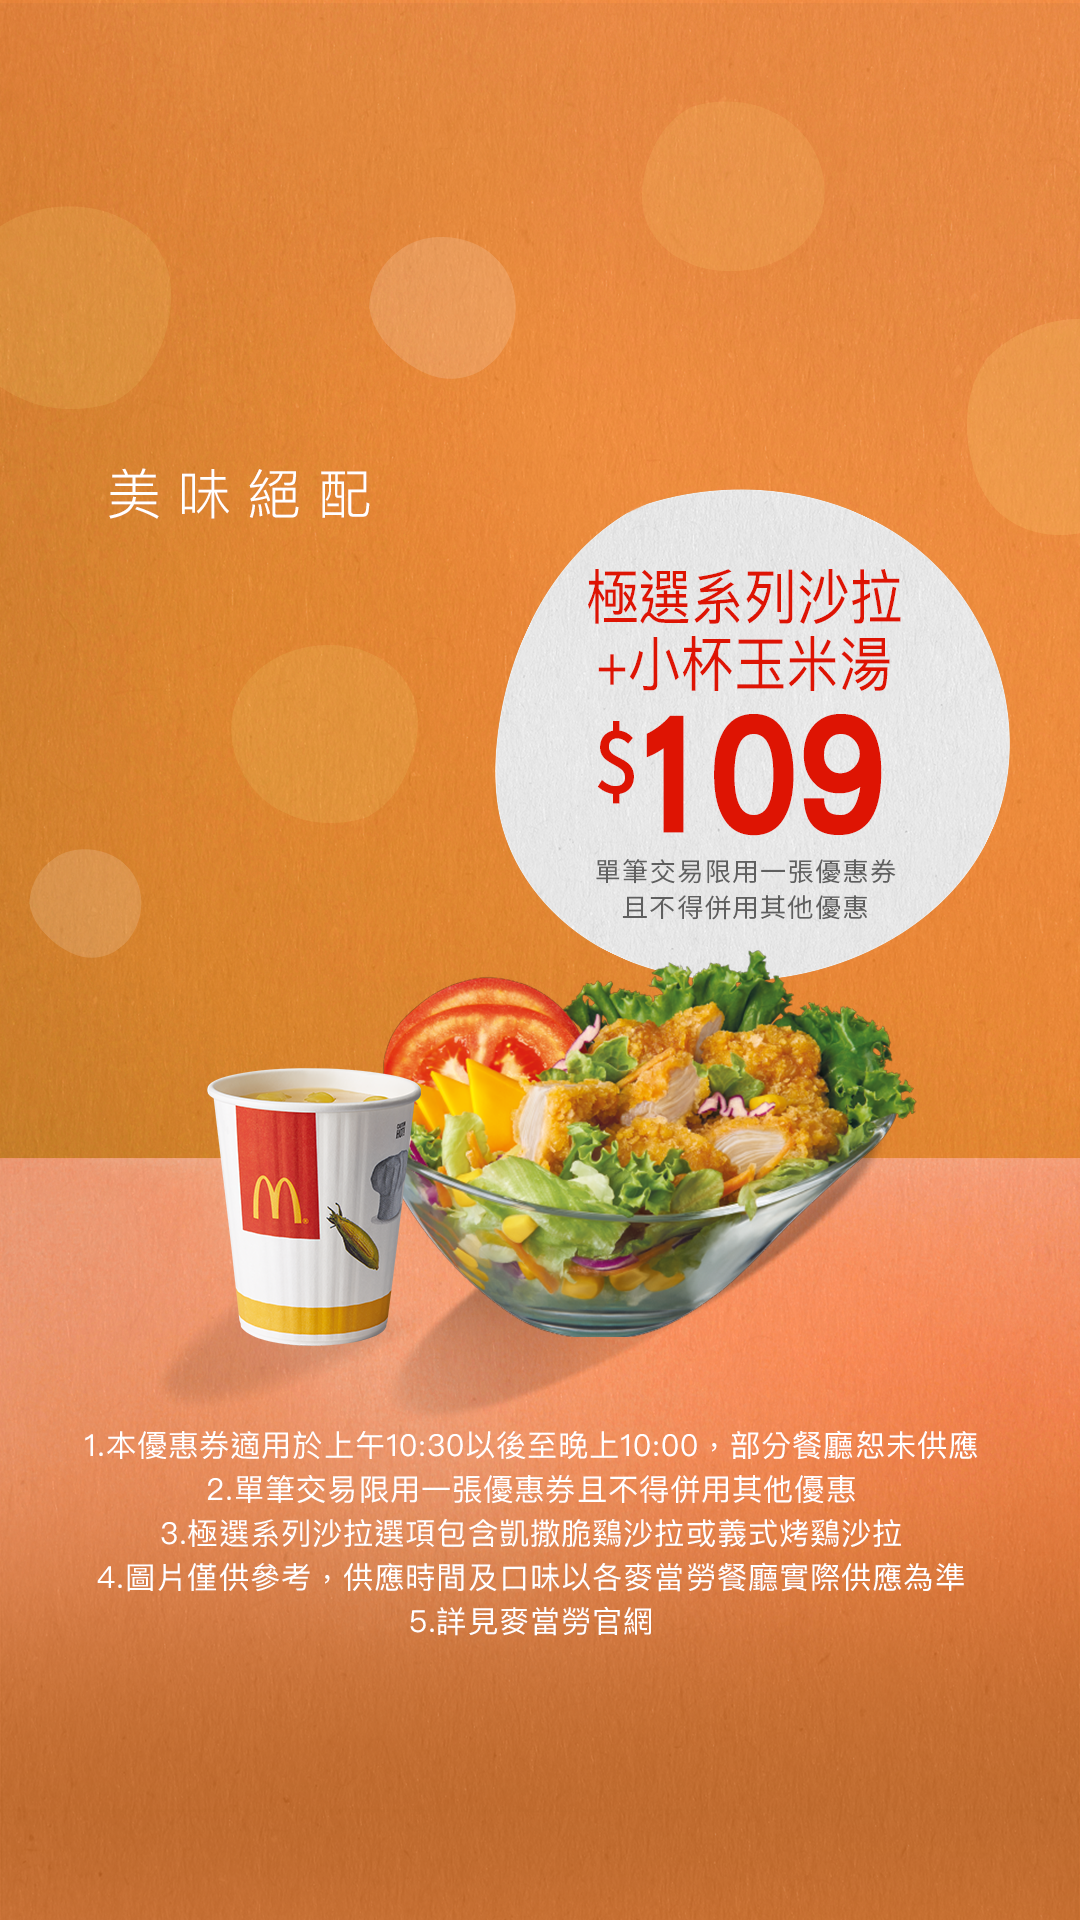 美味絕配
極選系列沙拉
+小杯玉米湯
$109
單筆交易限用一張優惠券
且不得併用其他優惠
1.本優惠券適用於上午10:30以後至晚上10:00，部分餐廳恕未供應
2.單筆交易限用一張優惠券且不得併用其他優惠
3.極選系列沙拉選項包含凱撒脆鷄沙拉或義式烤鷄沙拉
4.圖片僅供參考，供應時間及口味以各麥當勞餐廳實際供應為準
5.詳見麥當勞官網